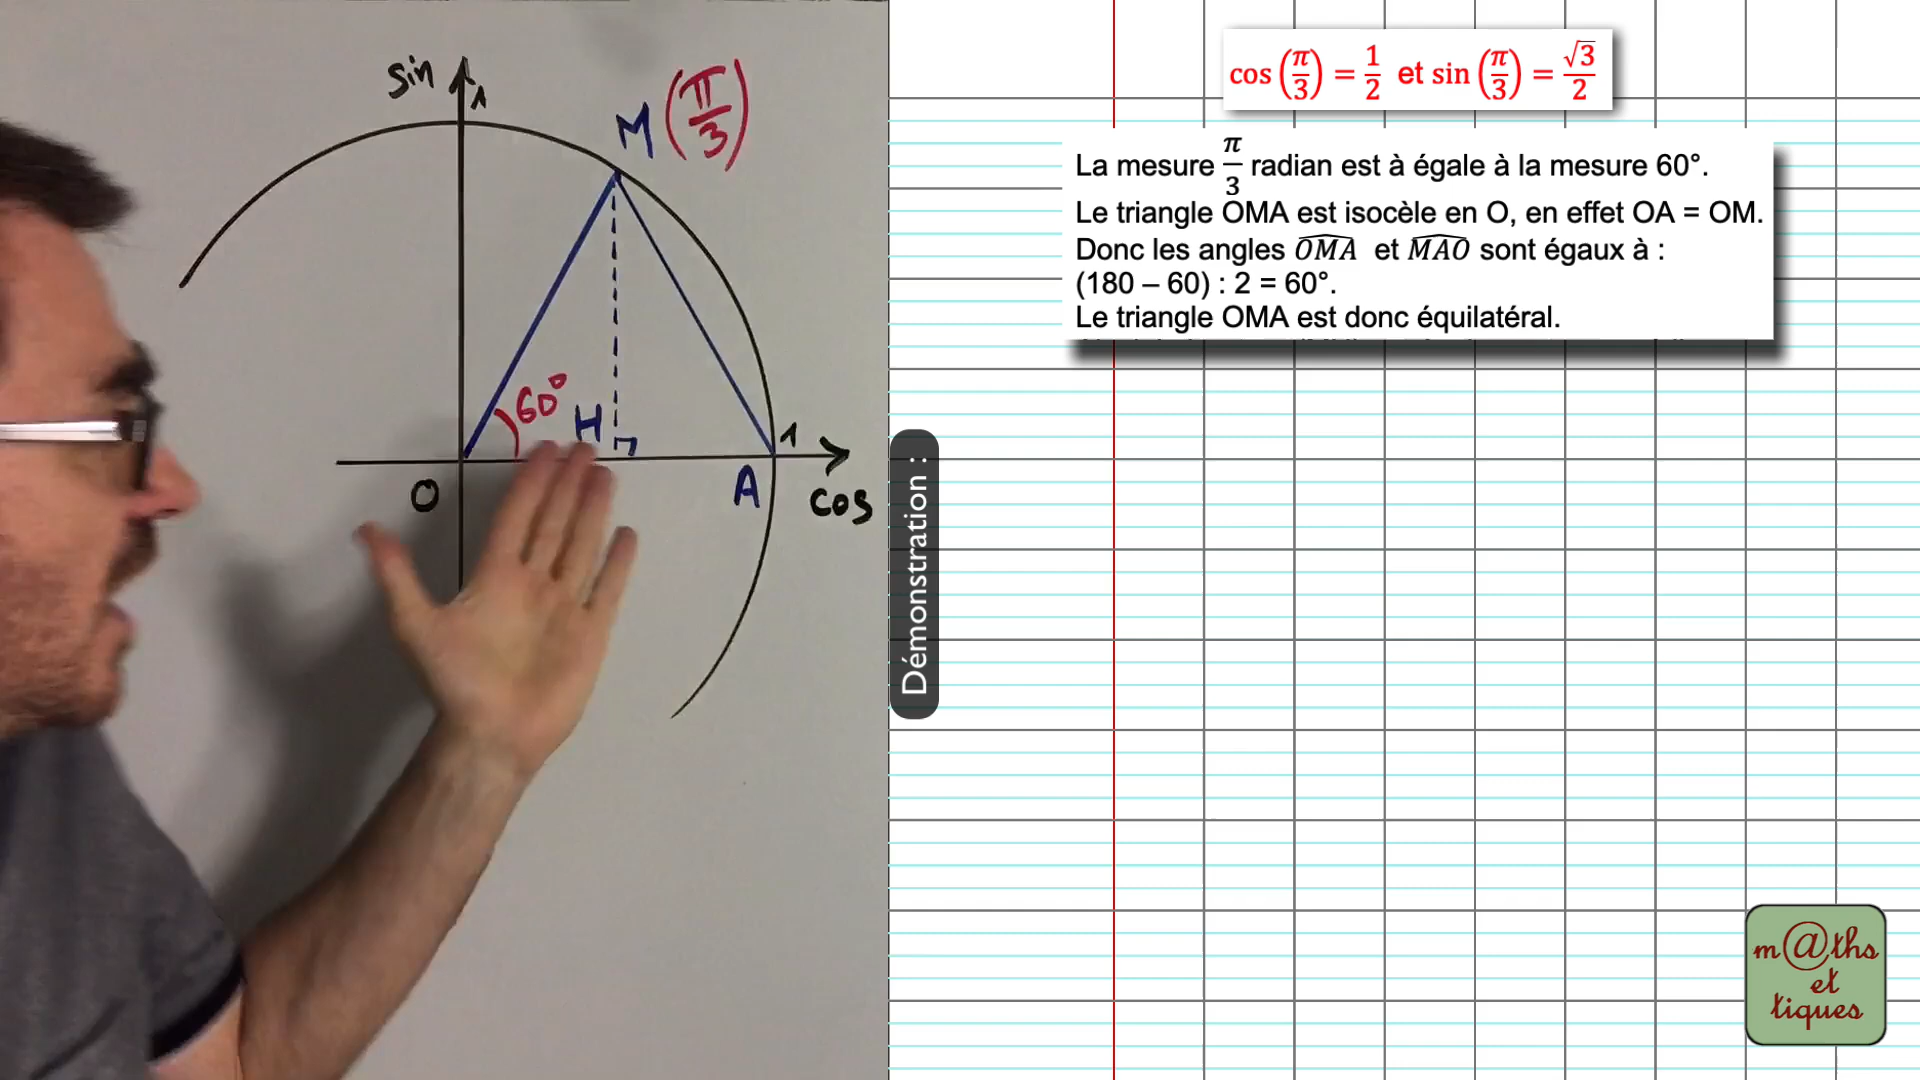 sin
1
M (π/3)
60°
H
1
O
A
cos
Démonstration :
cos (π/3) = 1/2 et sin (π/3) = √3/2
La mesure π/3 radian est à égale à la mesure 60°.
Le triangle OMA est isocèle en O, en effet OA = OM.
Donc les angles OMA et MAO sont égaux à :
(180 – 60) : 2 = 60°.
Le triangle OMA est donc équilatéral.
m@ths
et
tiques